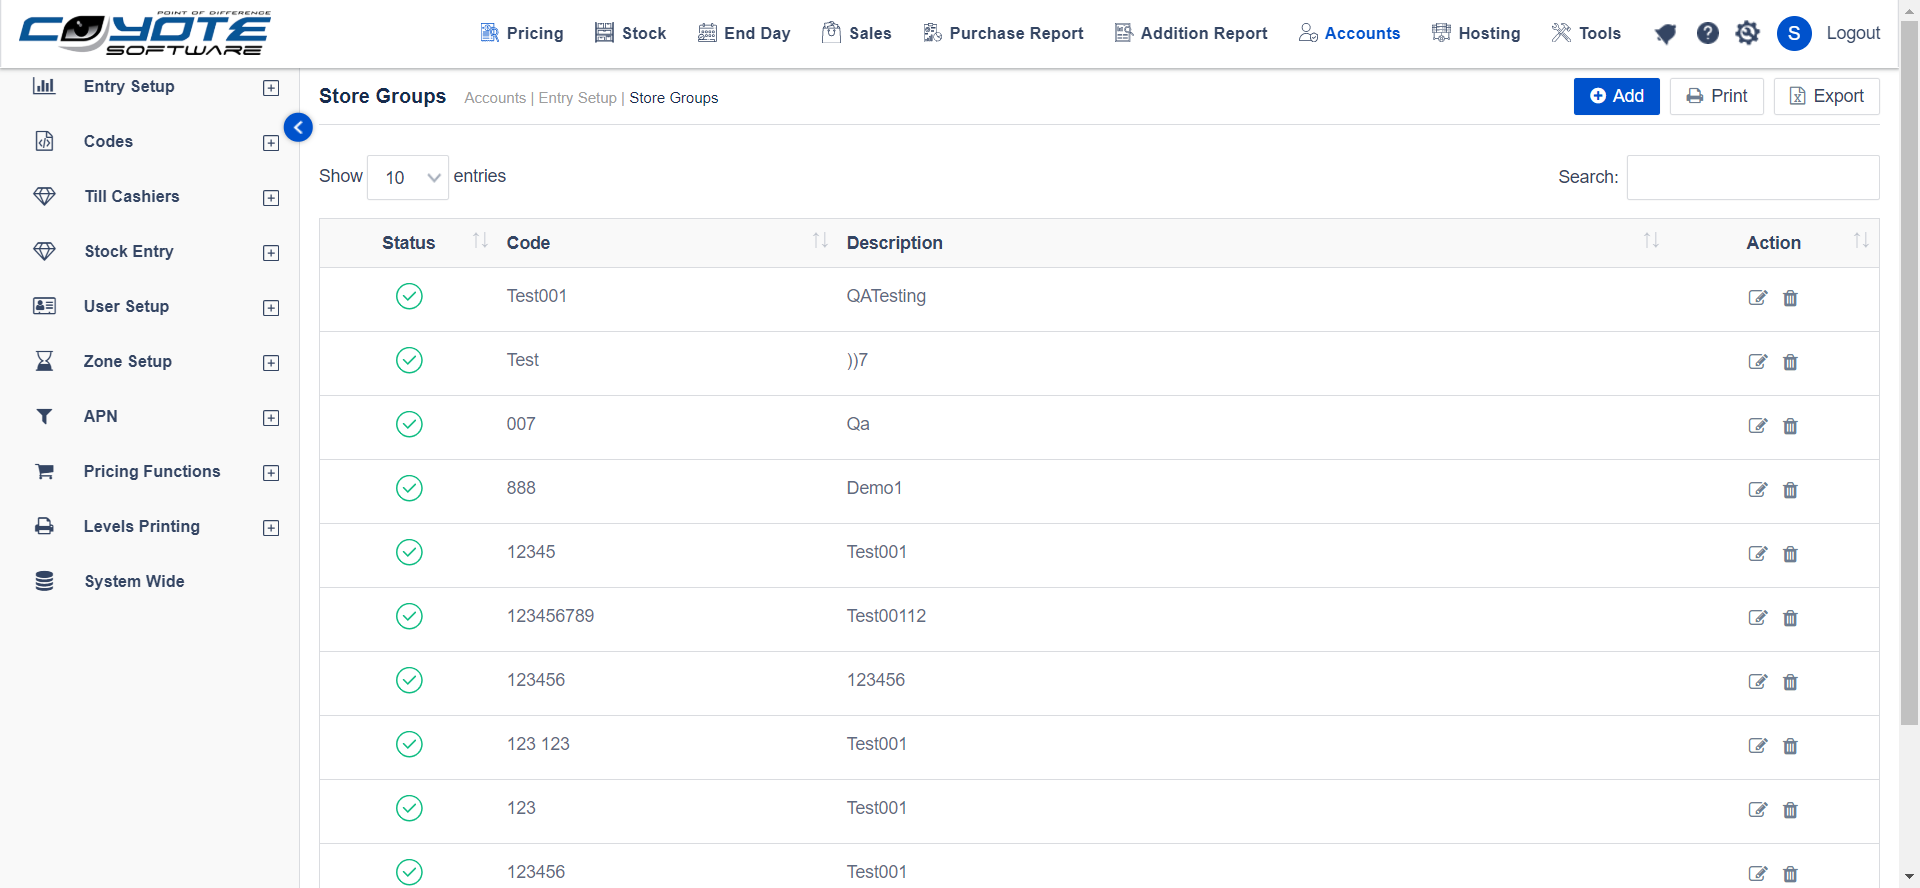 POINT OF DIFFERENCE
COYOTE
SOFTWARE
Pricing
Stock
End Day
Sales
Purchase Report
Addition Report
Accounts
Hosting
Tools
S
Logout
Entry Setup
Codes
Till Cashiers
Stock Entry
User Setup
Zone Setup
APN
Pricing Functions
Levels Printing
System Wide
Store Groups
Accounts | Entry Setup | Store Groups
Add
Print
Export
Show 10 entries
Search:
Status Code Description Action
Test001 QATesting
Test ))7
007 Qa
888 Demo1
12345 Test001
123456789 Test00112
123456 123456
123 123 Test001
123 Test001
123456 Test001